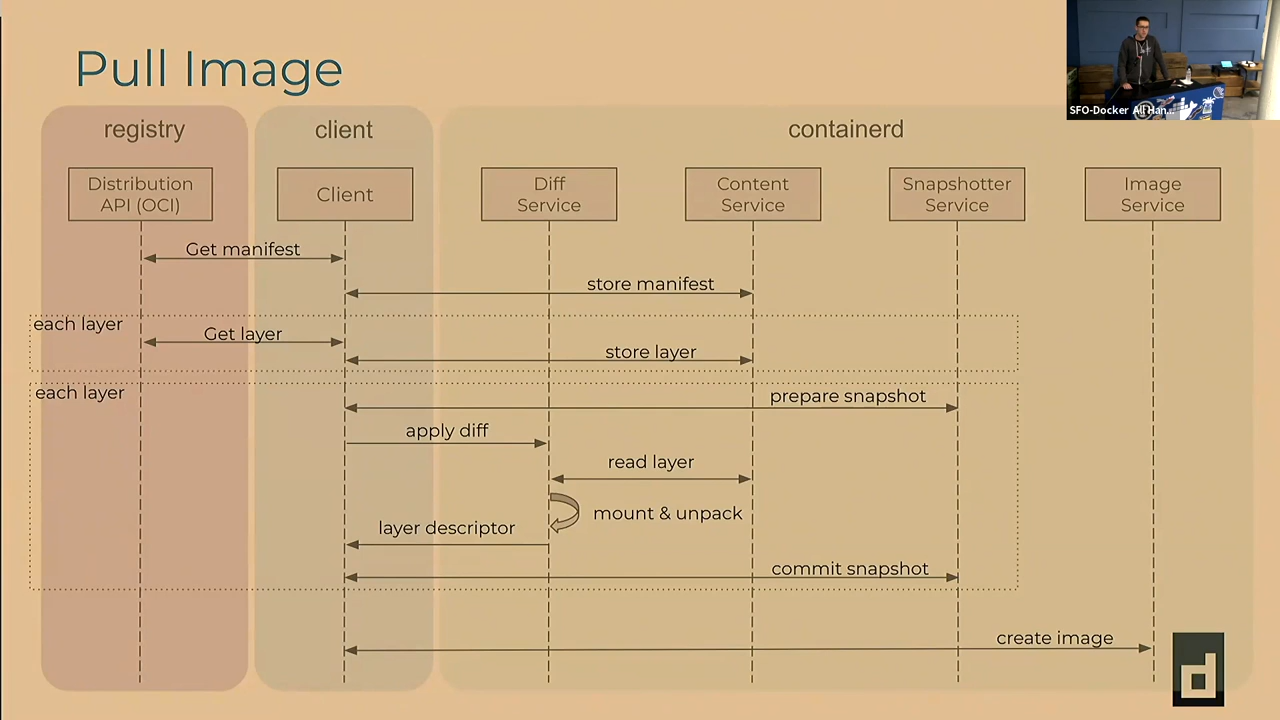 Pull Image
SFO-Docker All Han...
registry
client
containerd
Distribution
API (OCI)
Client
Diff
Service
Content
Service
Snapshotter
Service
Image
Service
Get manifest
store manifest
each layer
Get layer
store layer
each layer
prepare snapshot
apply diff
read layer
mount & unpack
layer descriptor
commit snapshot
create image
d